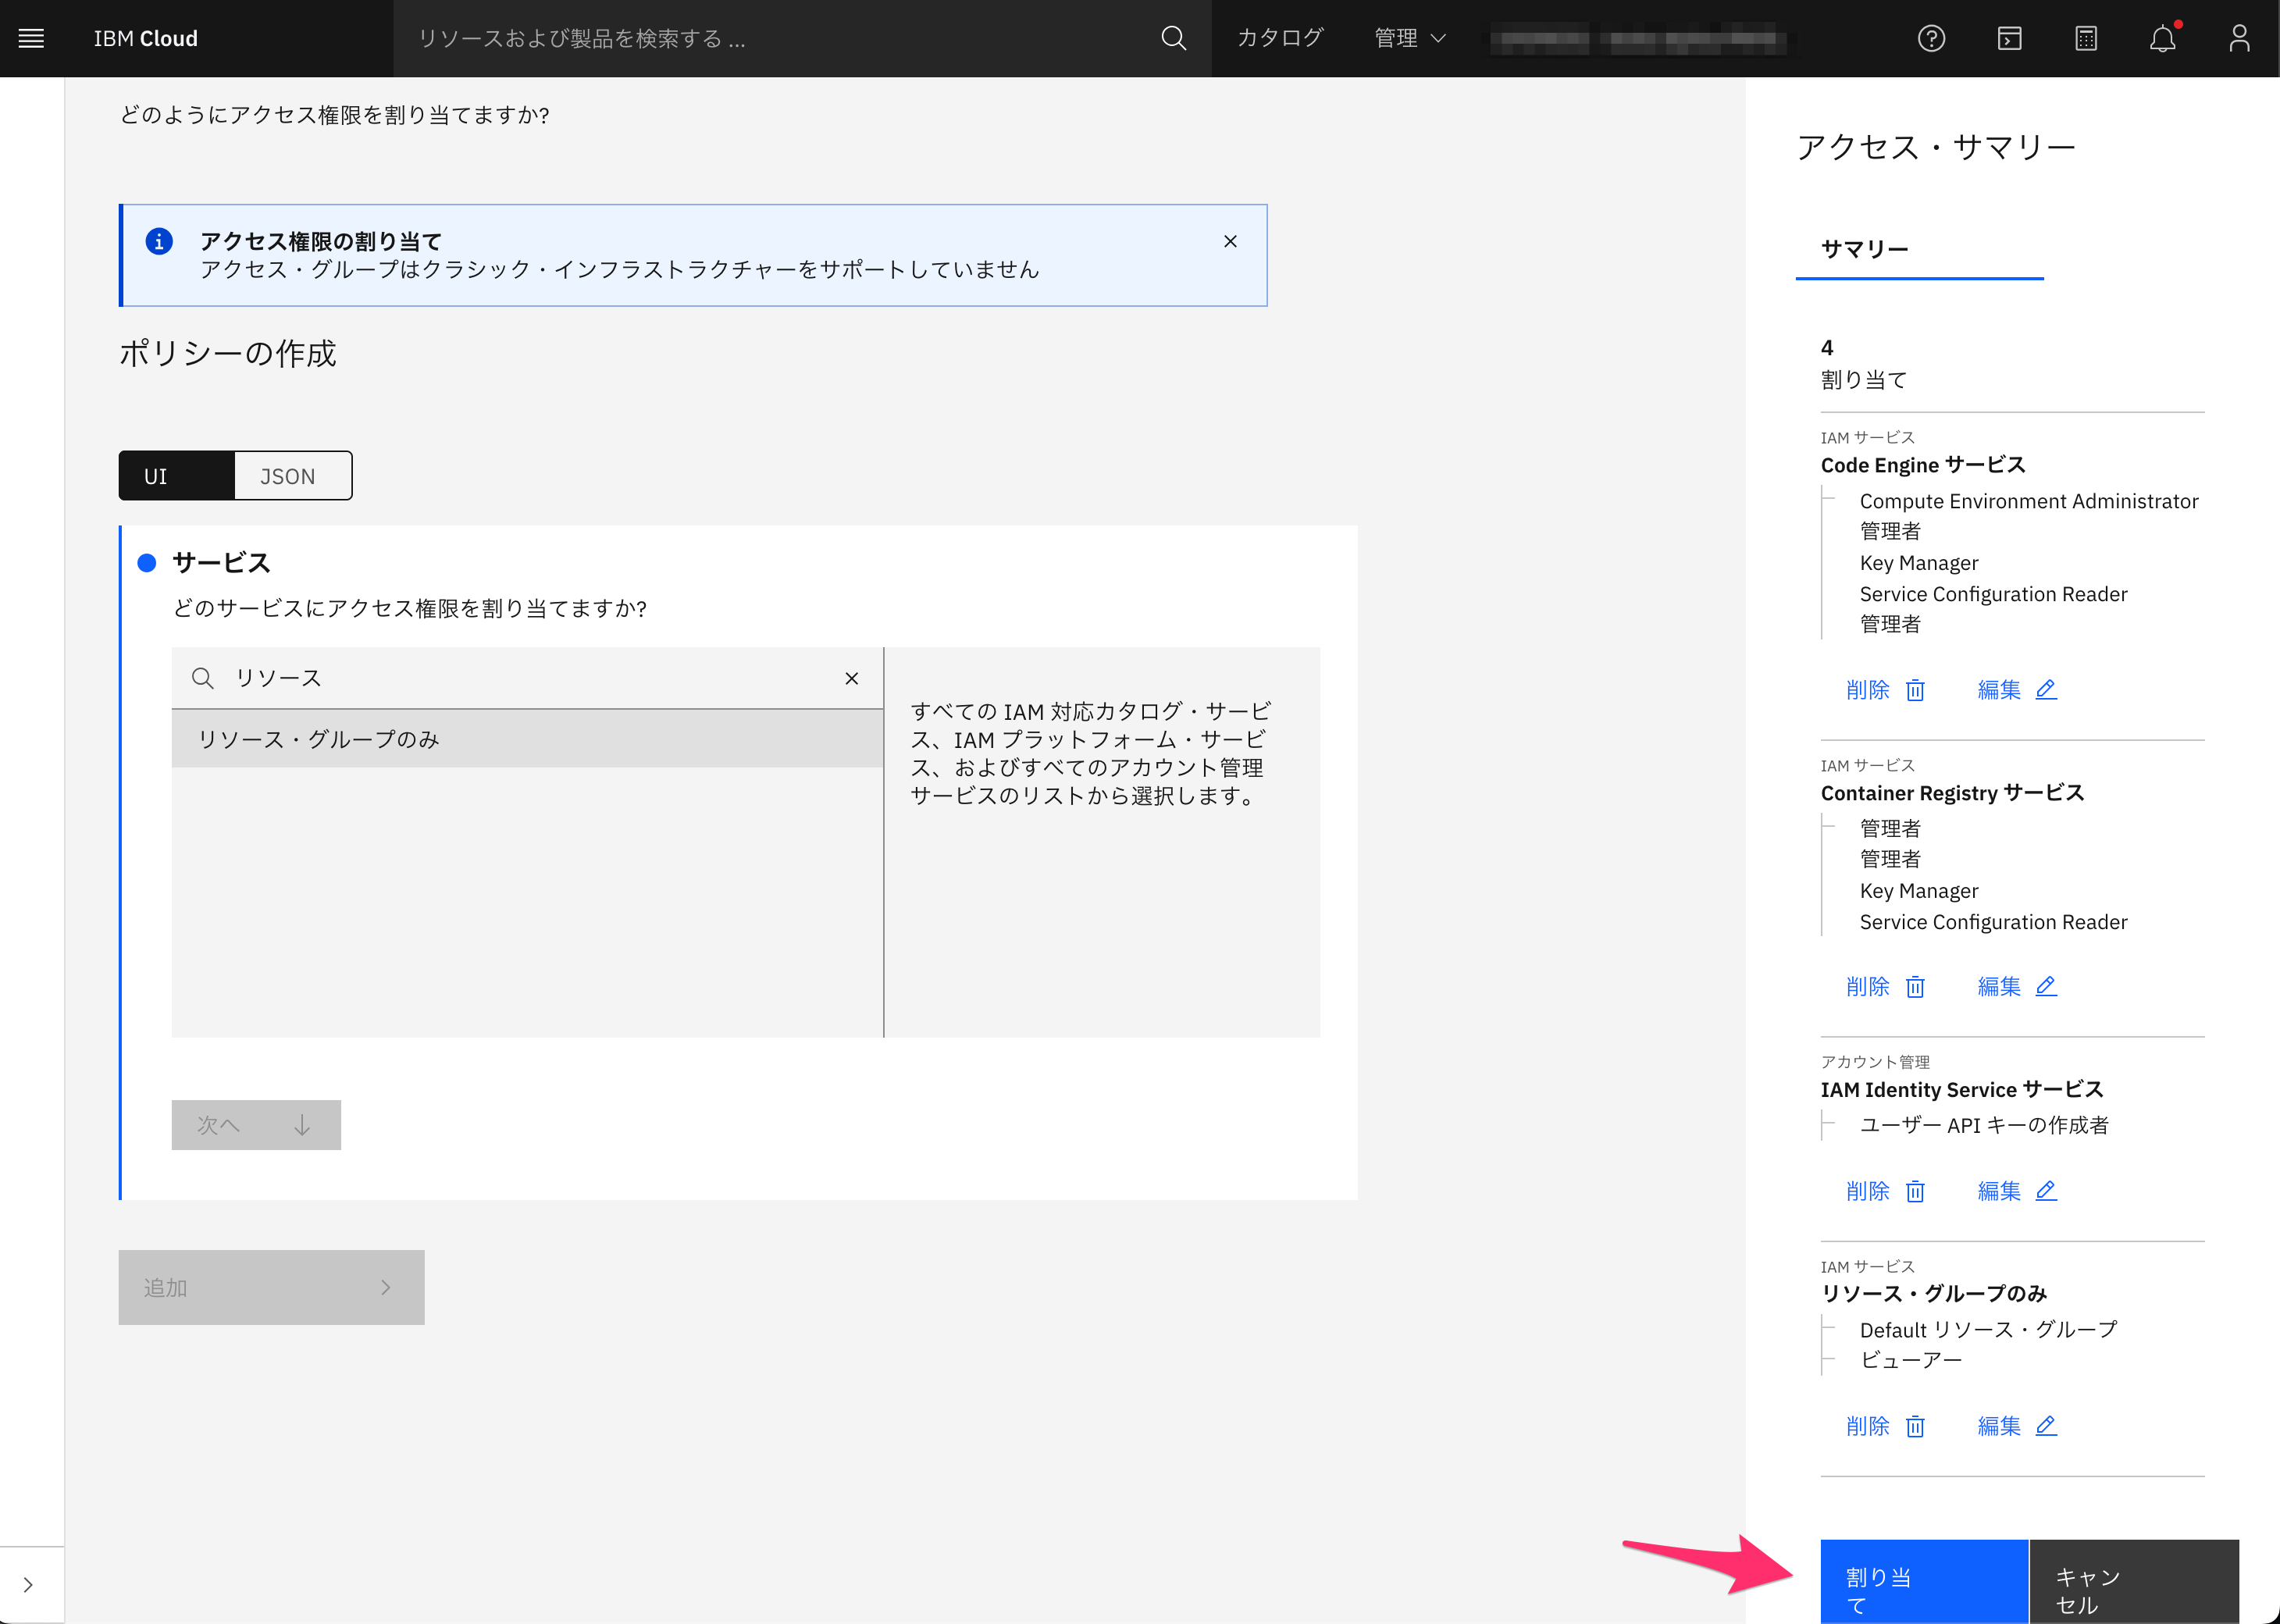 IBM Cloud
リソースおよび製品を検索する ...
カタログ
管理
どのようにアクセス権限を割り当てますか?
アクセス権限の割り当て
アクセス・グループはクラシック・インフラストラクチャーをサポートしていません
ポリシーの作成
UI
JSON
サービス
どのサービスにアクセス権限を割り当てますか?
リソース
リソース・グループのみ
すべての IAM 対応カタログ・サービ
ス、IAM プラットフォーム・サービ
ス、およびすべてのアカウント管理
サービスのリストから選択します。
次へ
追加
アクセス・サマリー
サマリー
4
割り当て
IAM サービス
Code Engine サービス
Compute Environment Administrator
管理者
Key Manager
Service Configuration Reader
管理者
削除
編集
IAM サービス
Container Registry サービス
管理者
管理者
Key Manager
Service Configuration Reader
削除
編集
アカウント管理
IAM Identity Service サービス
ユーザー API キーの作成者
削除
編集
IAM サービス
リソース・グループのみ
Default リソース・グループ
ビューアー
削除
編集
割り当
て
キャン
セル